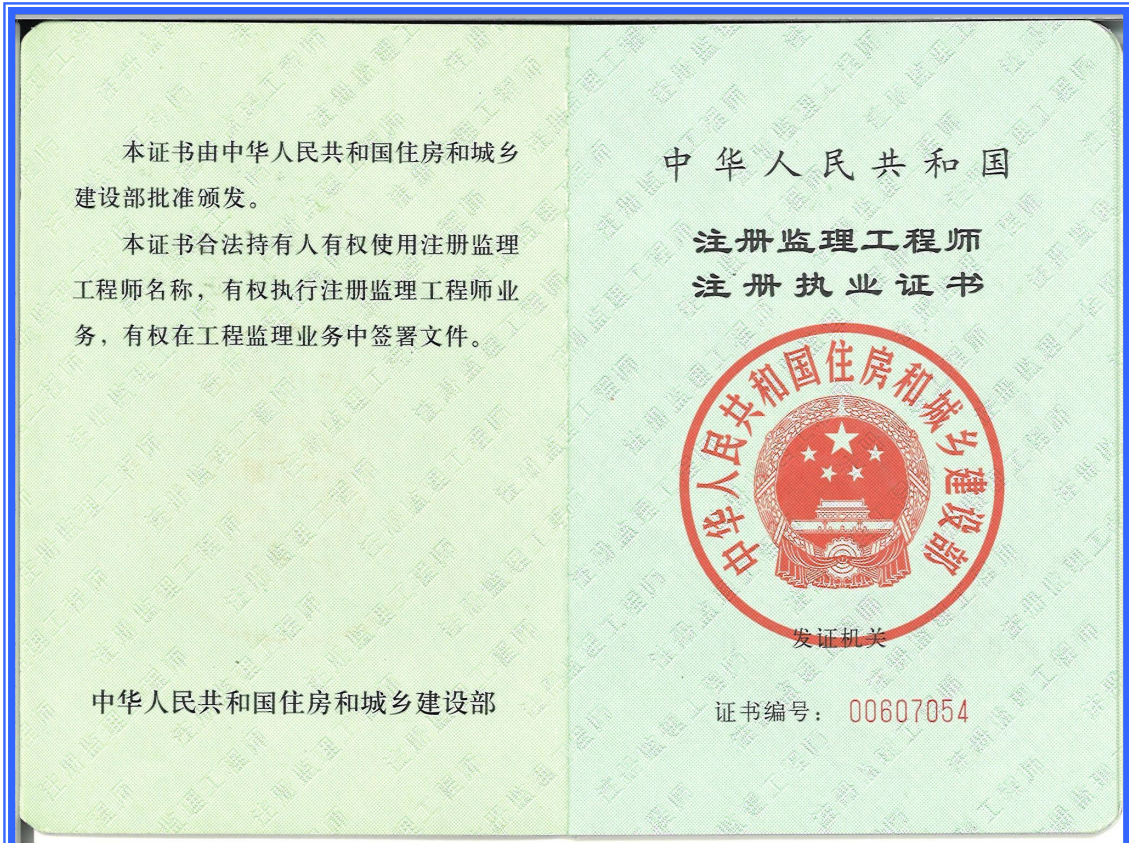 本证书由中华人民共和国住房和城乡
建设部批准颁发。
本证书合法持有人有权使用注册监理
工程师名称，有权执行注册监理工程师业
务，有权在工程监理业务中签署文件。
中华人民共和国住房和城乡建设部
中华人民共和国
注册监理工程师
注册执业证书
中华人民共和国住房和城乡建设部
发证机关
证书编号：00607054